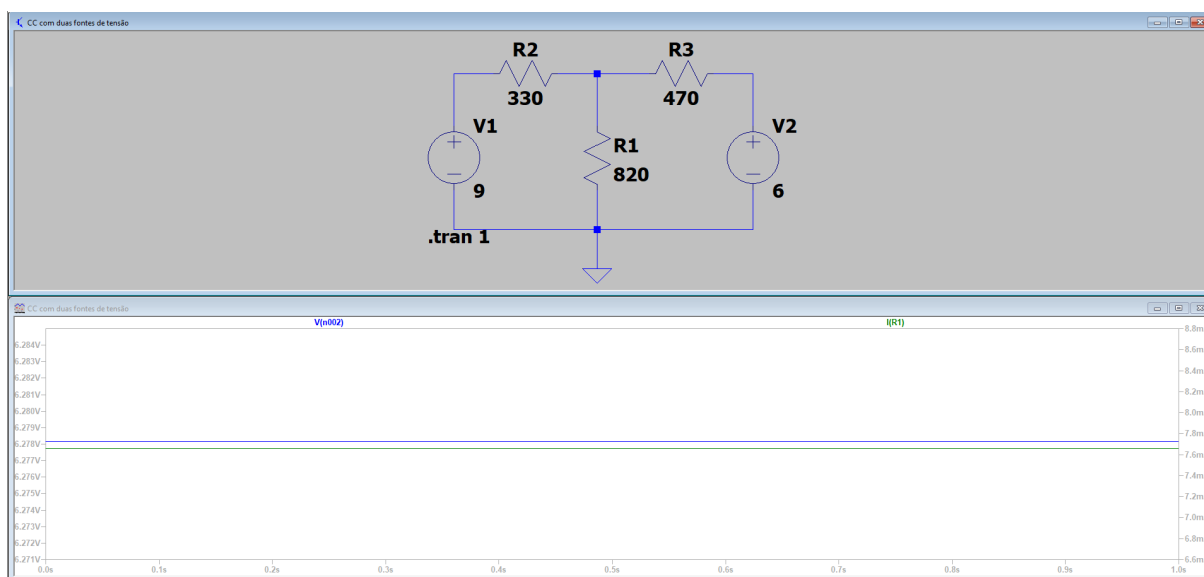 CC com duas fontes de tensão
R2 R3
330 470
V1 V2
R1
820
9 6
.tran 1
CC com duas fontes de tensão
V(n002) I(R1)
6.284V
6.283V
6.282V
6.281V
6.280V
6.279V
6.278V
6.277V
6.276V
6.275V
6.274V
6.273V
6.272V
6.271V
8.8m
8.6m
8.4m
8.2m
8.0m
7.8m
7.6m
7.4m
7.2m
7.0m
6.8m
6.6m
0.0s 0.1s 0.2s 0.3s 0.4s 0.5s 0.6s 0.7s 0.8s 0.9s 1.0s